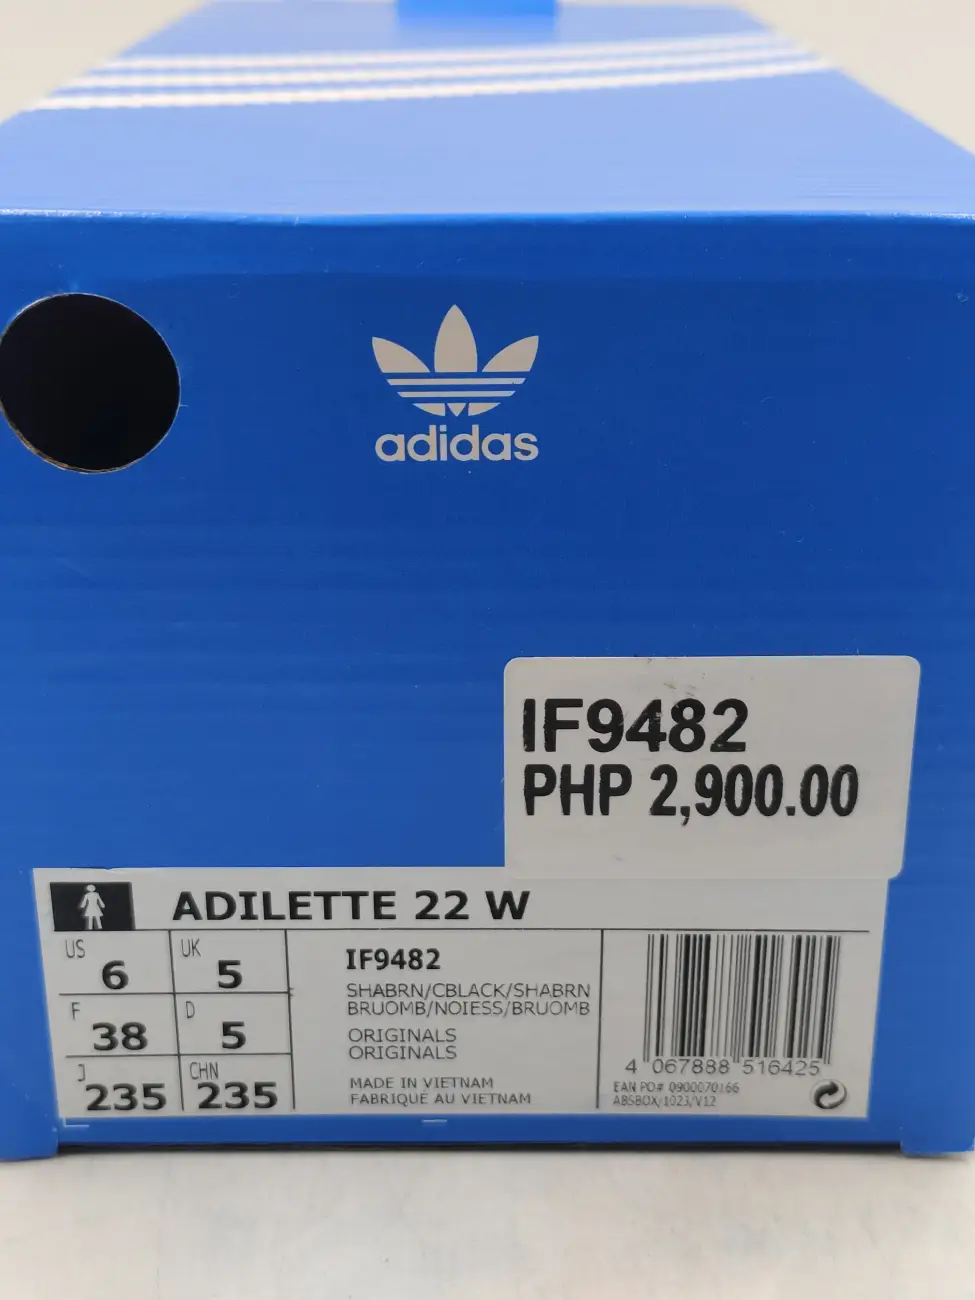 adidas
IF9482
PHP 2,900.00
ADILETTE 22 W
US 6
UK 5
F 38
D 5
J 235
CHN 235
IF9482
SHABRN/CBLACK/SHABRN
BRUOMB/NOIESS/BRUOMB
ORIGINALS
ORIGINALS
MADE IN VIETNAM
FABRIQUÉ AU VIETNAM
4 067888 516425
EAN PO# 0900070166
ABSBOX/1023/V12